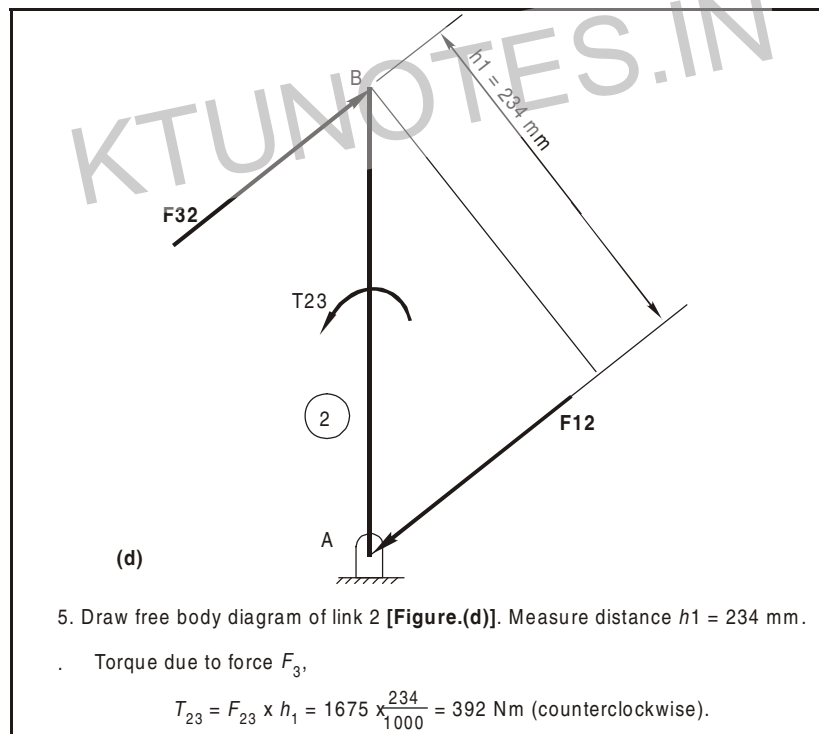 KTUNOTES.IN
B
h1 = 234 mm
F32
T23
2
F12
A
(d)
5. Draw free body diagram of link 2 [Figure.(d)]. Measure distance h1 = 234 mm.
. Torque due to force F₃,
T₂₃ = F₂₃ x h₁ = 1675 x 234/1000 = 392 Nm (counterclockwise).